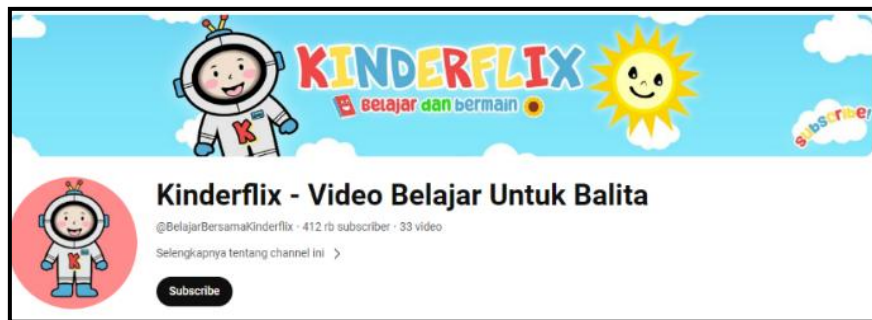 KINDERFLIX
Belajar dan bermain
subscribe!
K
Kinderflix - Video Belajar Untuk Balita
@BelajarBersamaKinderflix · 412 rb subscriber · 33 video
Selengkapnya tentang channel ini >
K
Subscribe